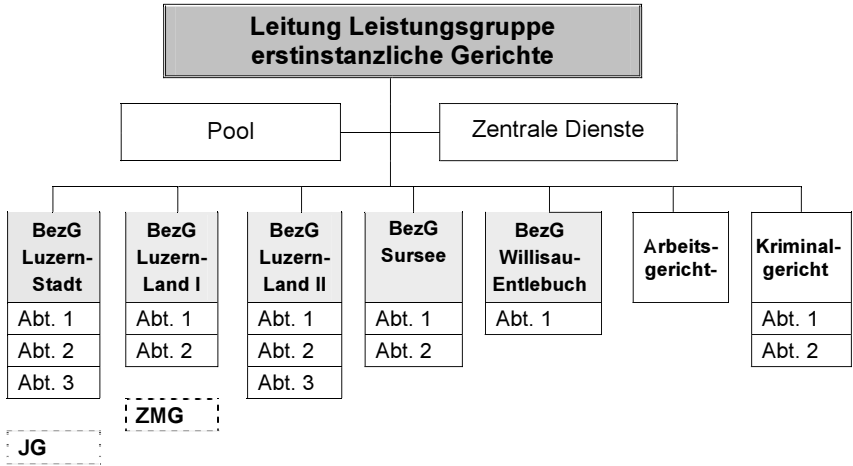 Leitung Leistungsgruppe
erstinstanzliche Gerichte
Pool
Zentrale Dienste
BezG
Luzern-
Stadt
Abt. 1
Abt. 2
Abt. 3
JG
BezG
Luzern-
Land I
Abt. 1
Abt. 2
ZMG
BezG
Luzern-
Land II
Abt. 1
Abt. 2
Abt. 3
BezG
Sursee
Abt. 1
Abt. 2
BezG
Willisau-
Entlebuch
Abt. 1
Arbeits-
gericht-
Kriminal-
gericht
Abt. 1
Abt. 2